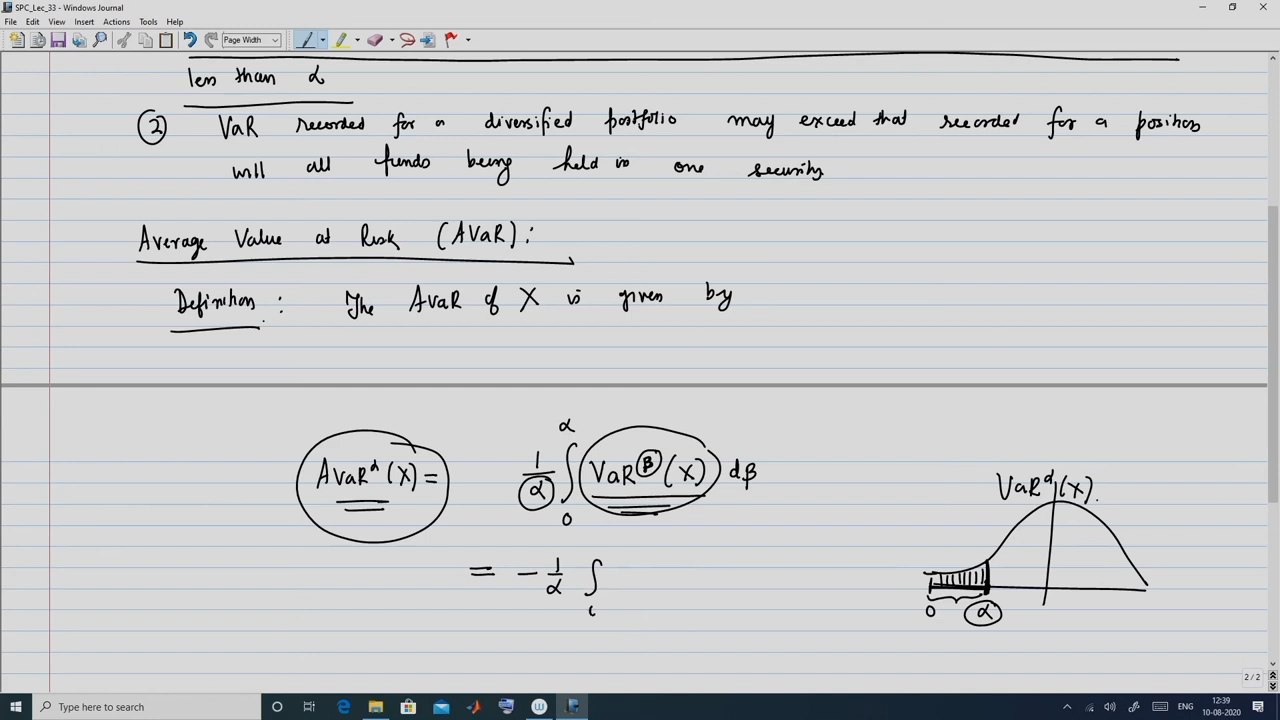 SPC_Lec_33 - Windows Journal
File Edit View Insert Actions Tools Help
Page Width
less than α
② VaR recorded for a diversified portfolio may exceed that recorded for a position
will all funds being held in one security
Average Value at Risk (AVaR):
Definition: The AVaR of X is given by
AVaR^α(X) = 1/α ∫_0^α VaR^β(X) dβ
VaR^α(X).
= -1/α ∫
0 α
2/2
Type here to search
ENG
12:39
10-08-2020